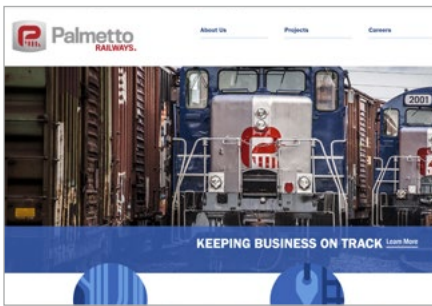 Palmetto
RAILWAYS.
About Us
Projects
Careers
2001
KEEPING BUSINESS ON TRACK Learn More